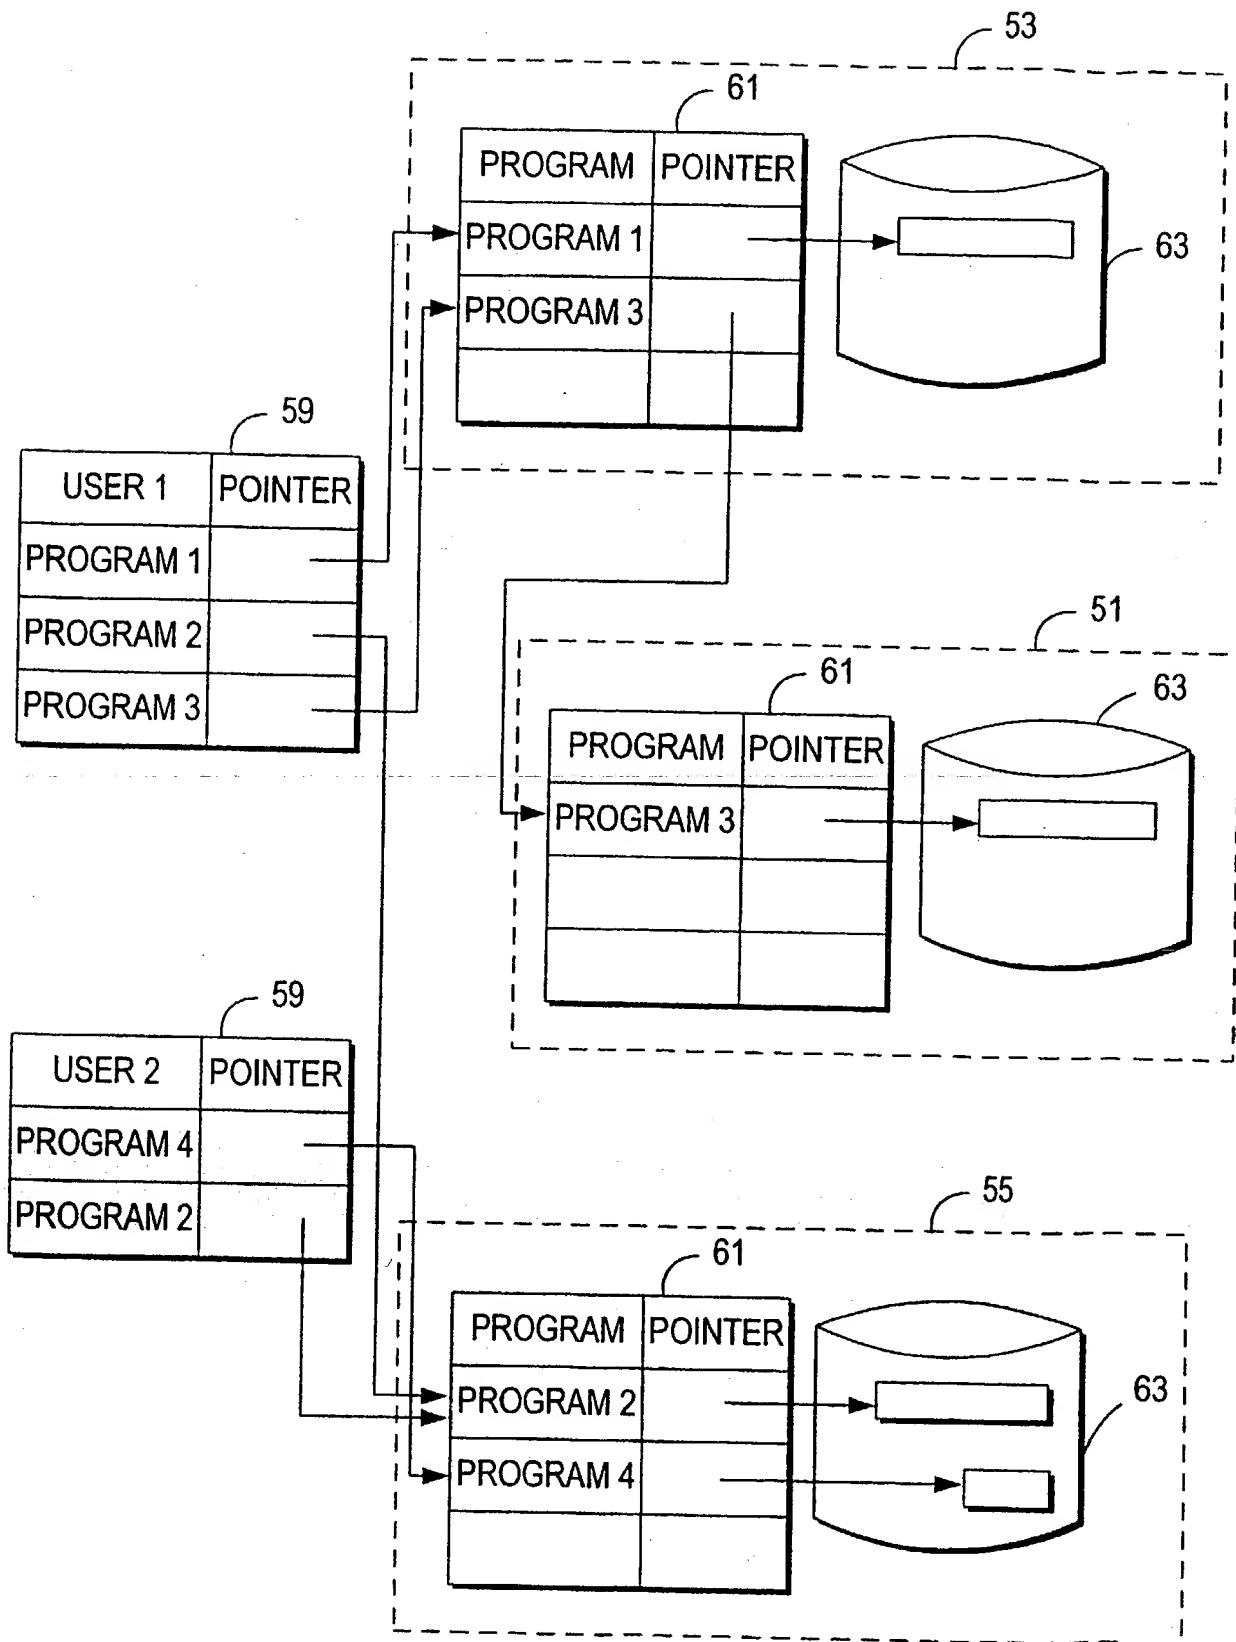 53
61
PROGRAM POINTER
PROGRAM 1
63
PROGRAM 3
59
USER 1 POINTER
PROGRAM 1
PROGRAM 2
PROGRAM 3
51
61
63
PROGRAM POINTER
PROGRAM 3
59
USER 2 POINTER
PROGRAM 4
PROGRAM 2
55
61
PROGRAM POINTER
PROGRAM 2
63
PROGRAM 4